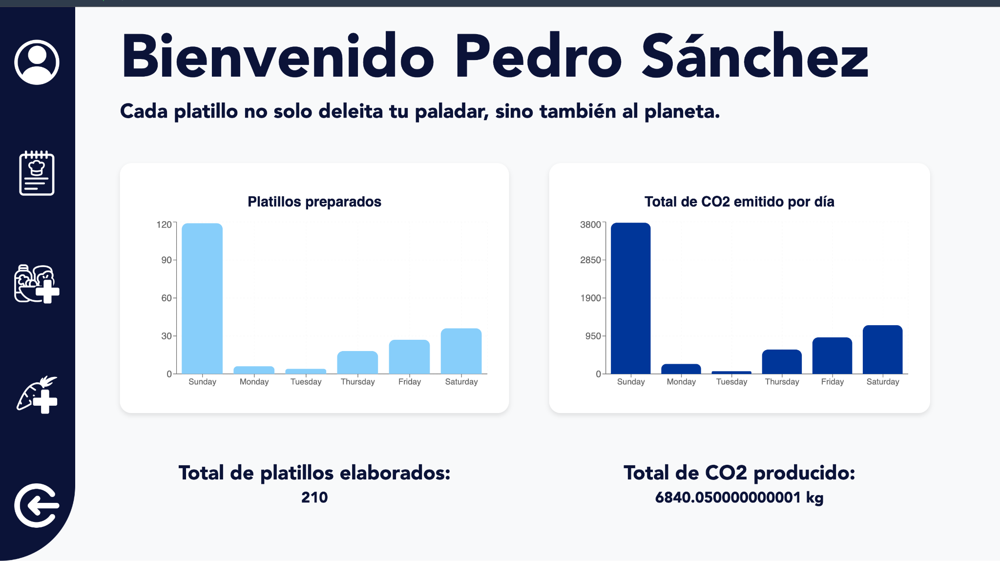 Bienvenido Pedro Sánchez
Cada platillo no solo deleita tu paladar, sino también al planeta.
Platillos preparados
120
90
60
30
0
Sunday Monday Tuesday Thursday Friday Saturday
Total de CO2 emitido por día
3800
2850
1900
950
0
Sunday Monday Tuesday Thursday Friday Saturday
Total de platillos elaborados:
210
Total de CO2 producido:
6840.050000000001 kg